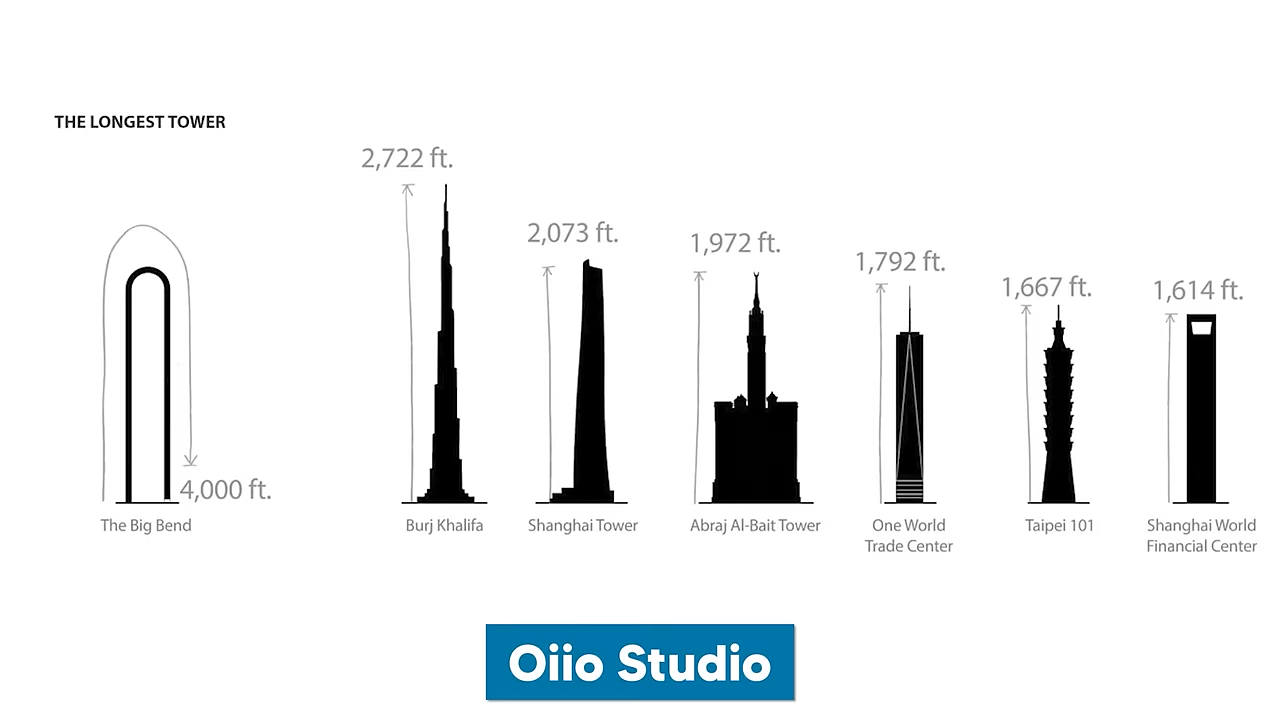 THE LONGEST TOWER
2,722 ft.
2,073 ft.
1,972 ft.
1,792 ft.
1,667 ft.
1,614 ft.
4,000 ft.
The Big Bend
Burj Khalifa
Shanghai Tower
Abraj Al-Bait Tower
One World
Trade Center
Taipei 101
Shanghai World
Financial Center
Oiio Studio